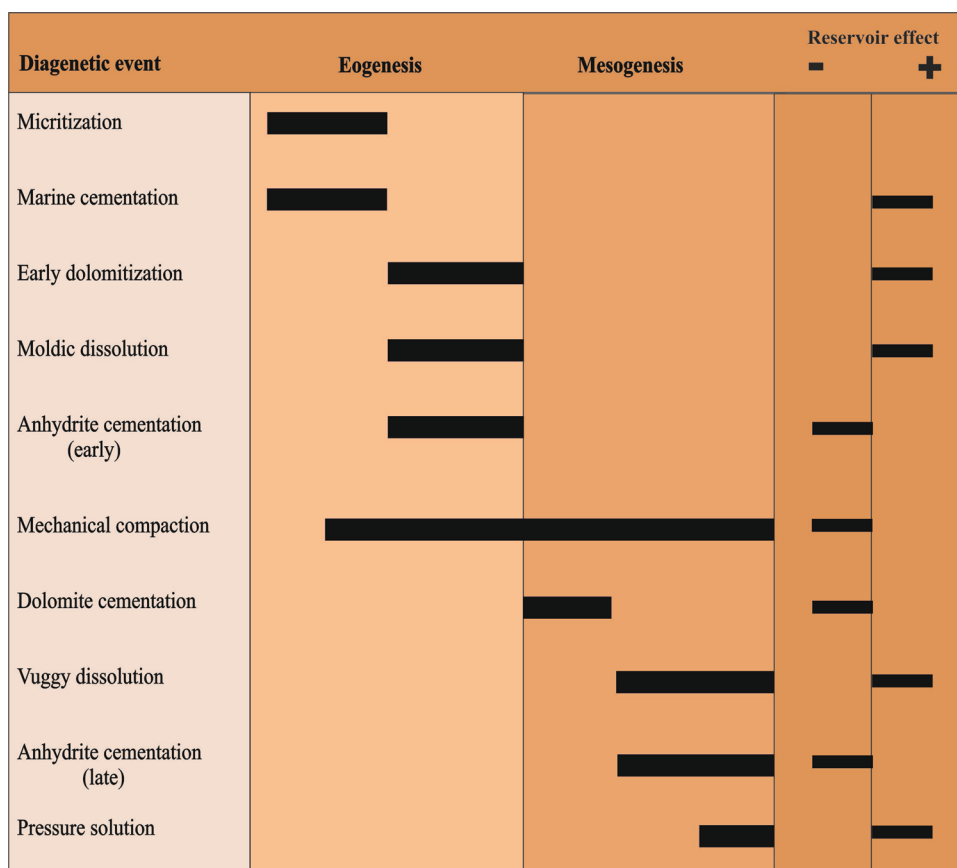 Reservoir effect
Diagenetic event Eogenesis Mesogenesis - +
Micritization
Marine cementation
Early dolomitization
Moldic dissolution
Anhydrite cementation
(early)
Mechanical compaction
Dolomite cementation
Vuggy dissolution
Anhydrite cementation
(late)
Pressure solution